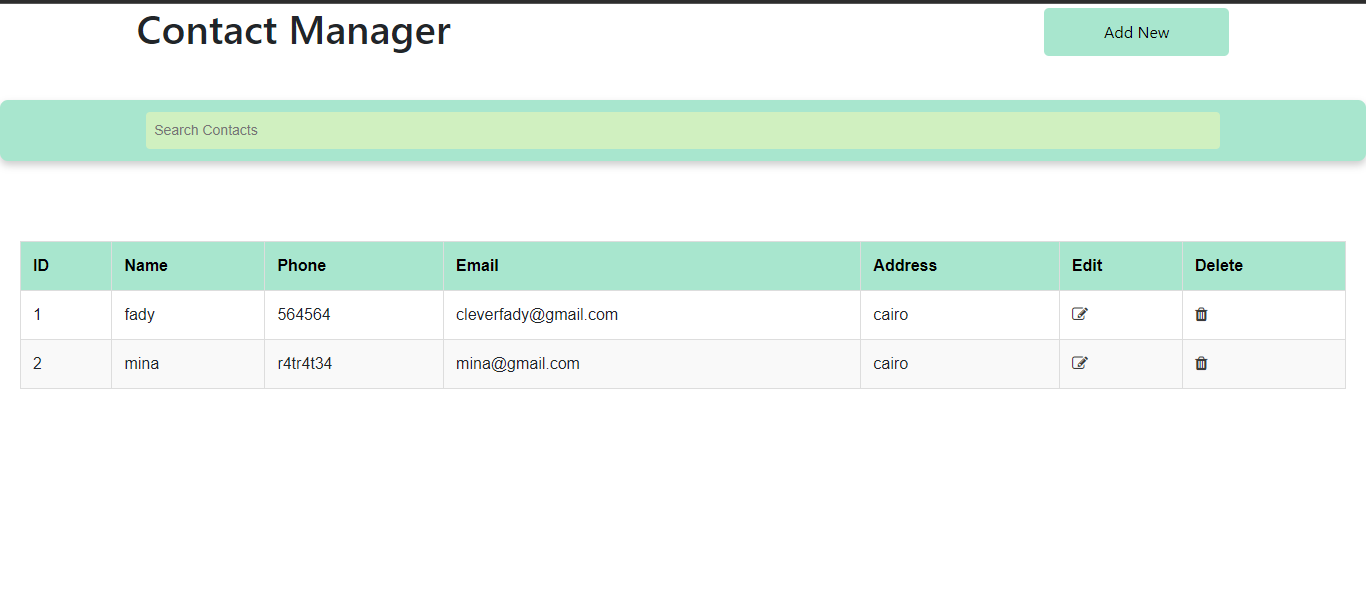 Contact Manager
Add New
Search Contacts
ID Name Phone Email Address Edit Delete
1 fady 564564 cleverfady@gmail.com cairo
2 mina r4tr4t34 mina@gmail.com cairo